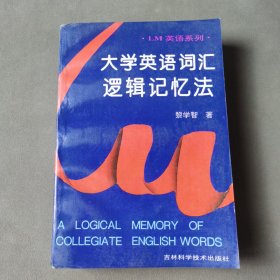 ·LM英语系列·
大学英语词汇
逻辑记忆法
黎学智 著
A LOGICAL MEMORY OF
COLLEGIATE ENGLISH WORDS
吉林科学技术出版社